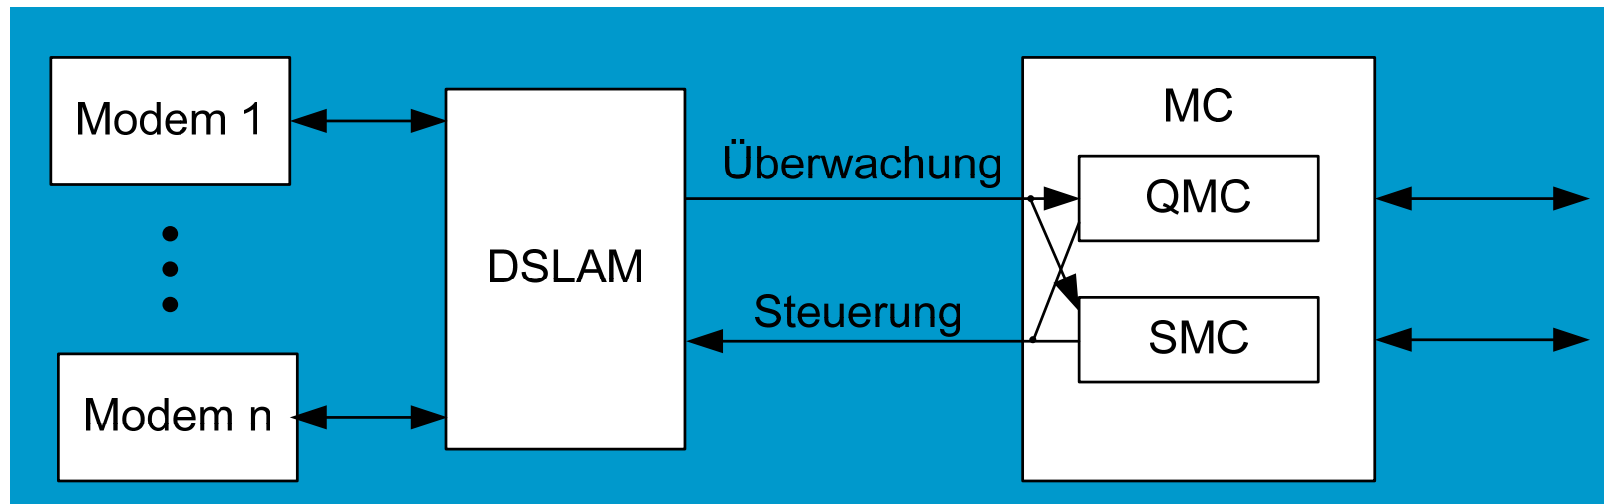 Modem 1
Modem n
DSLAM
Überwachung
Steuerung
MC
QMC
SMC